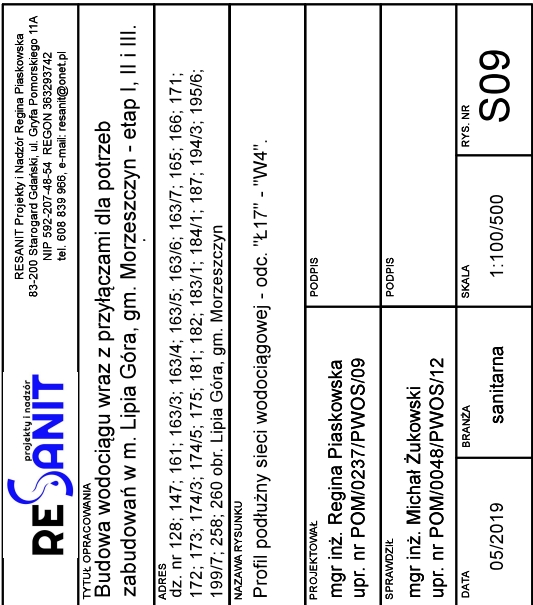 projekty i nadzór
RESANIT
RESANIT Projekty i Nadzór Regina Piaskowska
83-200 Starogard Gdański, ul. Gryfa Pomorskiego 11A
NIP 592-207-48-54 REGON 363293742
tel. 608 839 966, e-mail: resanit@onet.pl
TYTUŁ OPRACOWANIA
Budowa wodociągu wraz z przyłączami dla potrzeb
zabudowań w m. Lipia Góra, gm. Morzeszczyn - etap I, II i III.
ADRES
dz. nr 128; 147; 161; 163/3; 163/4; 163/5; 163/6; 163/7; 165; 166; 171;
172; 173; 174/3; 174/5; 175; 181; 182; 183/1; 184/1; 187; 194/3; 195/6;
199/7; 258; 260 obr. Lipia Góra, gm. Morzeszczyn
NAZAWA RYSUNKU
Profil podłużny sieci wodociągowej - odc. "Ł17" - "W4".
PROJEKTOWAŁ
mgr inż. Regina Piaskowska
upr. nr POM/0237/PWOS/09
PODPIS
SPRAWDZIŁ
mgr inż. Michał Żukowski
upr. nr POM/0048/PWOS/12
PODPIS
DATA
05/2019
BRANŻA
sanitarna
SKALA
1:100/500
RYS. NR
S09